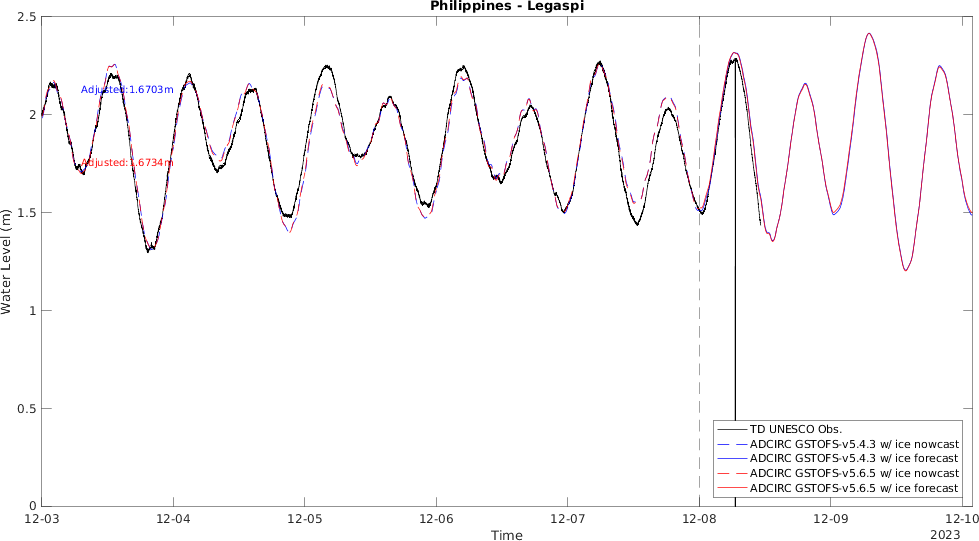 Philippines - Legaspi
2.5
2
1.5
1
0.5
0
Water Level (m)
Adjusted:1.6703m
Adjusted:1.6734m
TD UNESCO Obs.
ADCIRC GSTOFS-v5.4.3 w/ ice nowcast
ADCIRC GSTOFS-v5.4.3 w/ ice forecast
ADCIRC GSTOFS-v5.6.5 w/ ice nowcast
ADCIRC GSTOFS-v5.6.5 w/ ice forecast
12-03 12-04 12-05 12-06 12-07 12-08 12-09 12-10
Time
2023